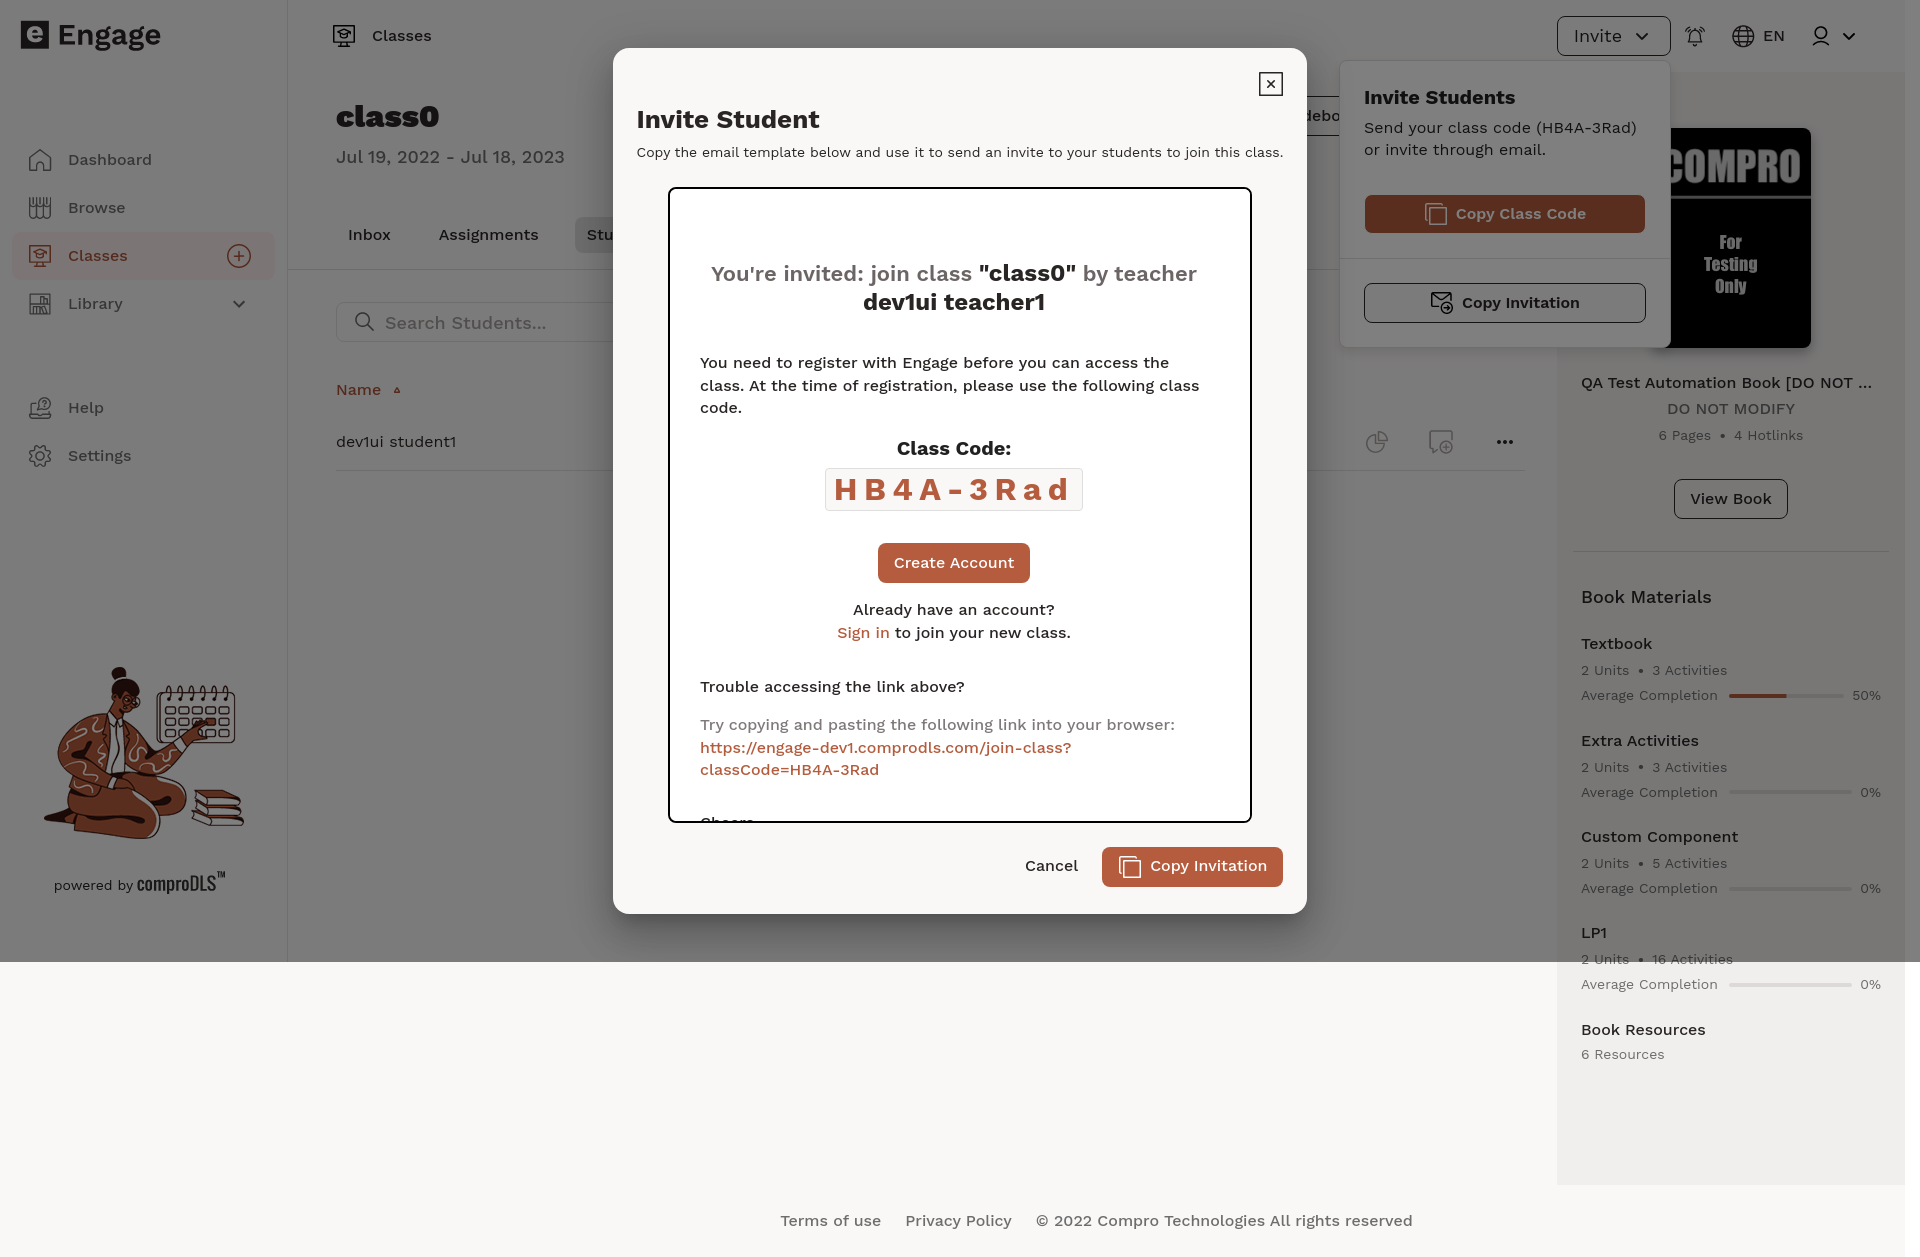 e Engage
Dashboard
Browse
Classes
Library
Help
Settings
powered by comproDLS™
Classes
Invite
EN
class0
Jul 19, 2022 - Jul 18, 2023
Inbox
Assignments
Search Students...
Name
dev1ui student1
Invite Student
Copy the email template below and use it to send an invite to your students to join this class.
You're invited: join class "class0" by teacher
dev1ui teacher1
You need to register with Engage before you can access the
class. At the time of registration, please use the following class
code.
Class Code:
HB4A-3Rad
Create Account
Already have an account?
Sign in to join your new class.
Trouble accessing the link above?
Try copying and pasting the following link into your browser:
https://engage-dev1.comprodls.com/join-class?
classCode=HB4A-3Rad
Cancel
Copy Invitation
Invite Students
Send your class code (HB4A-3Rad)
or invite through email.
Copy Class Code
Copy Invitation
COMPRO
For
Testing
Only
QA Test Automation Book [DO NOT ...
DO NOT MODIFY
6 Pages • 4 Hotlinks
View Book
Book Materials
Textbook
2 Units • 3 Activities
Average Completion 50%
Extra Activities
2 Units • 3 Activities
Average Completion 0%
Custom Component
2 Units • 5 Activities
Average Completion 0%
LP1
2 Units • 16 Activities
Average Completion 0%
Book Resources
6 Resources
Terms of use Privacy Policy © 2022 Compro Technologies All rights reserved